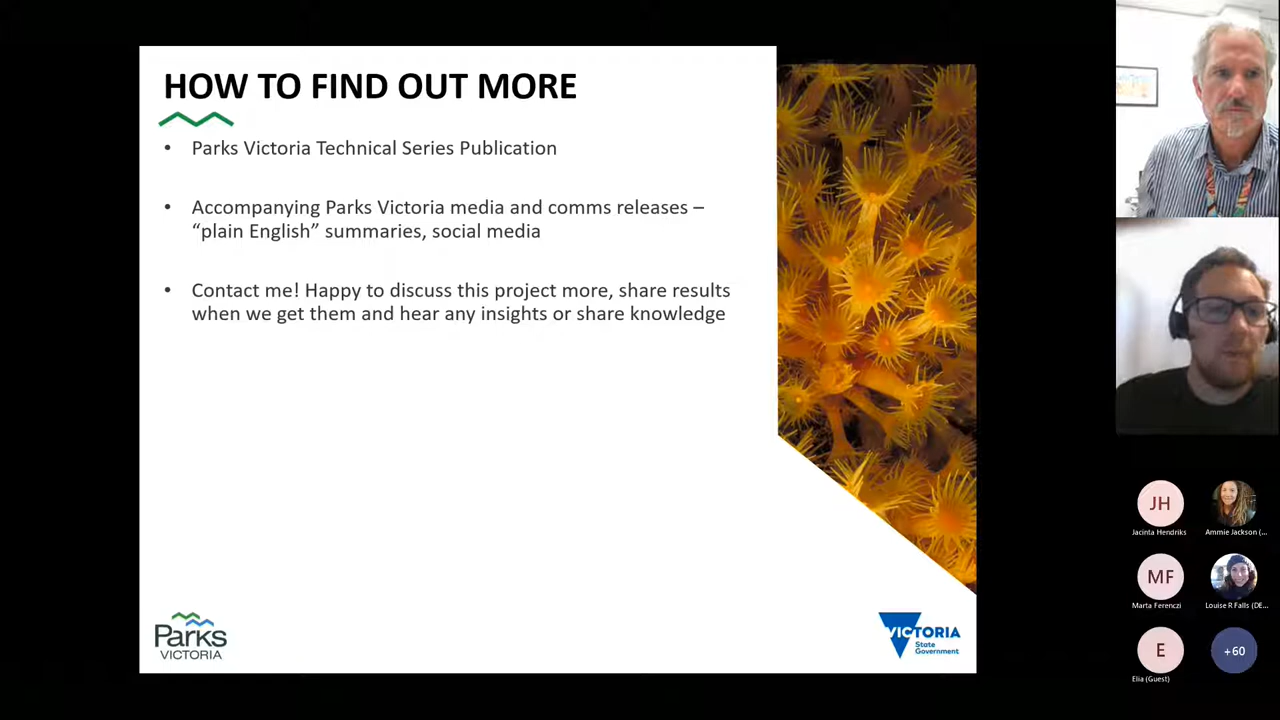 HOW TO FIND OUT MORE
• Parks Victoria Technical Series Publication
• Accompanying Parks Victoria media and comms releases –
“plain English” summaries, social media
• Contact me! Happy to discuss this project more, share results
when we get them and hear any insights or share knowledge
Parks
VICTORIA
VICTORIA
State
Government
JH
Jacinta Hendriks
Ammie Jackson (...
MF
Marta Ferenczi
Louise R Falls (DE...
E
Elia (Guest)
+60